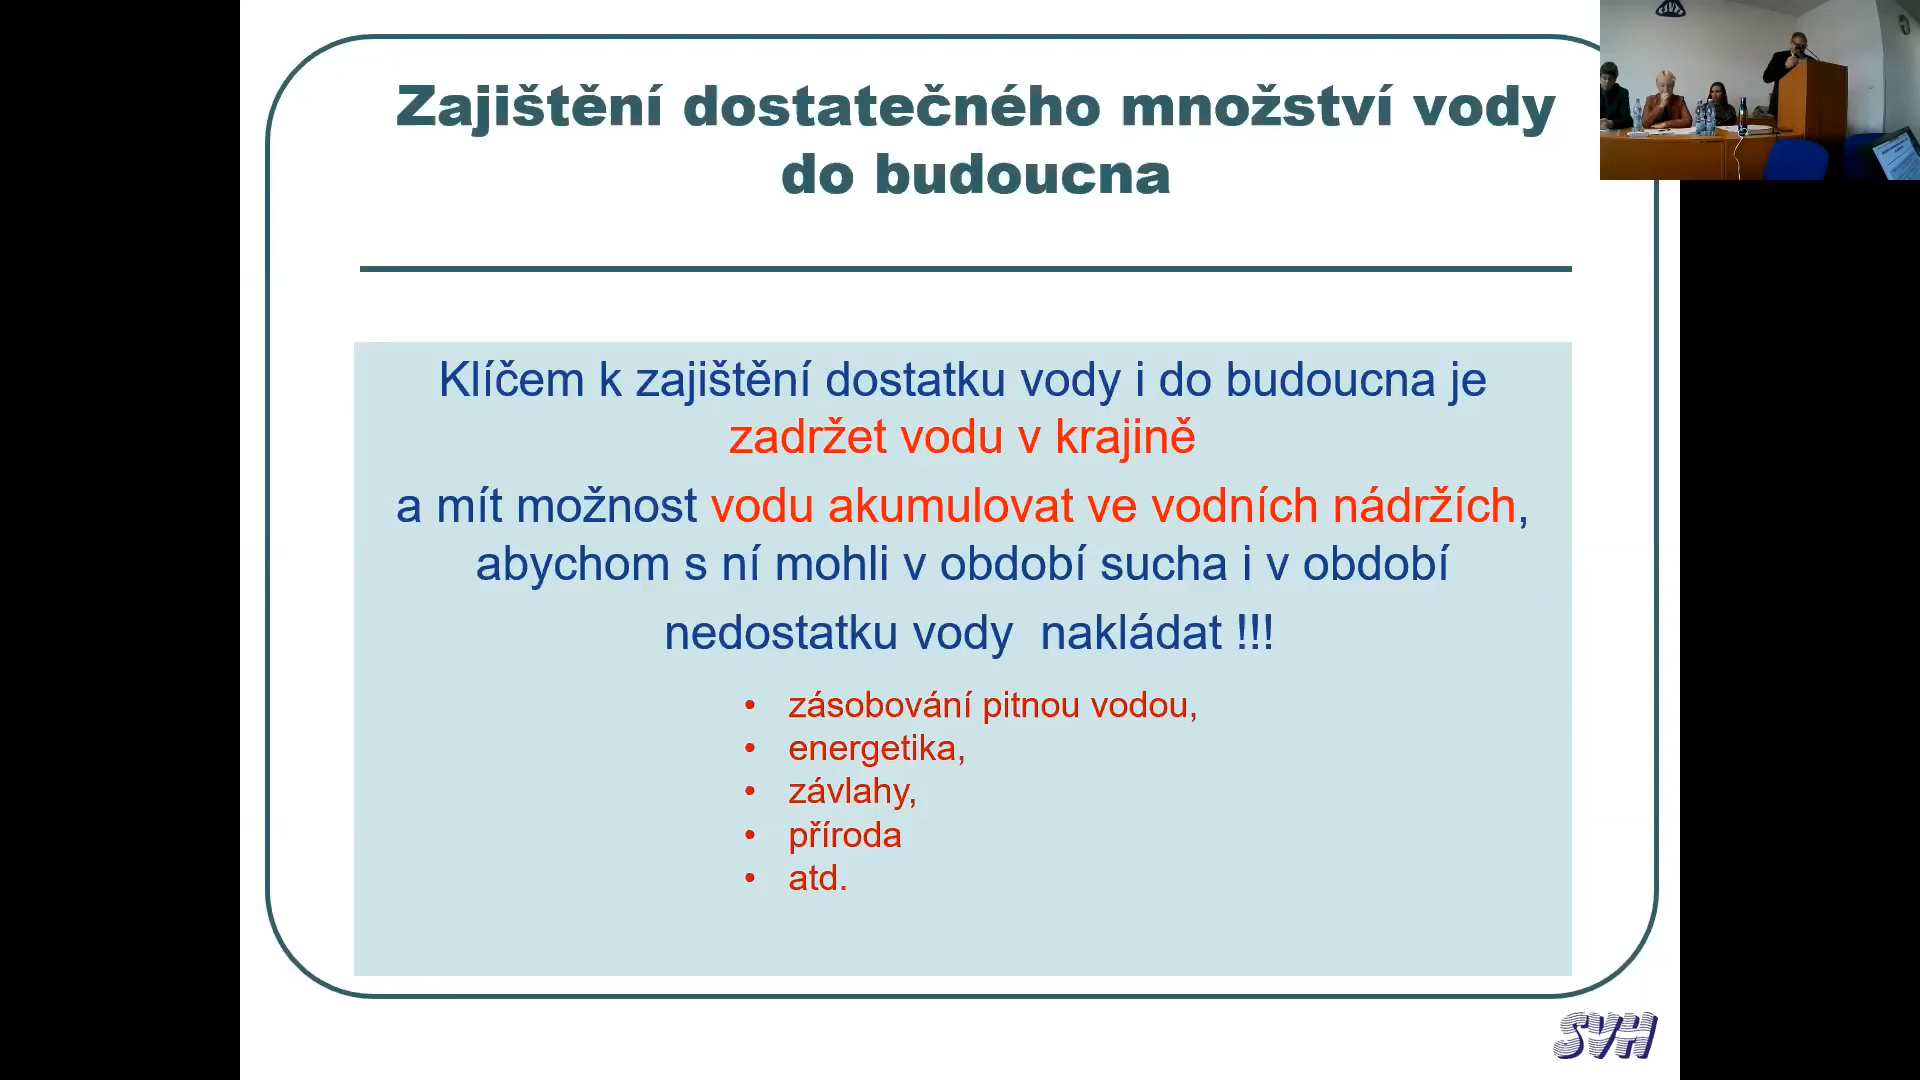 Zajištění dostatečného množství vody
do budoucna
Klíčem k zajištění dostatku vody i do budoucna je
zadržet vodu v krajině
a mít možnost vodu akumulovat ve vodních nádržích,
abychom s ní mohli v období sucha i v období
nedostatku vody nakládat !!!
• zásobování pitnou vodou,
• energetika,
• závlahy,
• příroda
• atd.
SVH